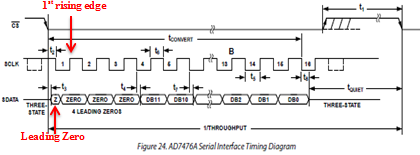 1st rising edge
CS
t1
tCONVERT
t2
t6
B
SCLK
1 2 3 4 5 13 14 15 16
t3
t4
t7
t5
tQUIET
SDATA
THREE-STATE
Z ZERO ZERO ZERO DB11 DB10 DB2 DB1 DB0
THREE-STATE
4 LEADING ZEROS
Leading Zero
1/THROUGHPUT
Figure 24. AD7476A Serial Interface Timing Diagram